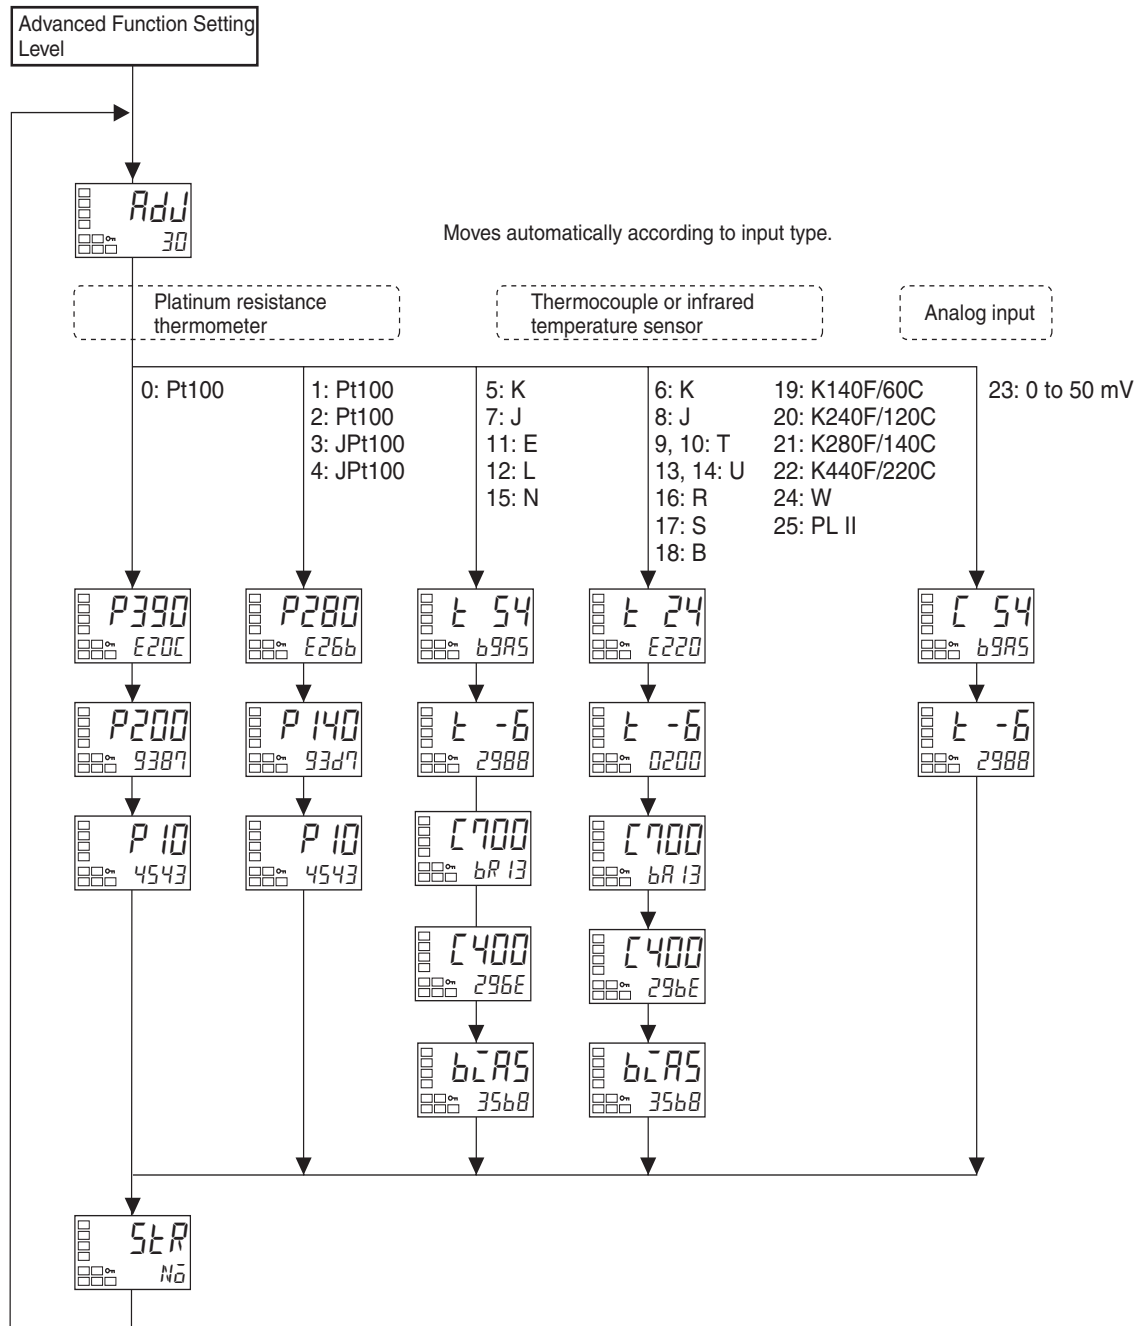 Advanced Function Setting
Level
AdJ
30
Moves automatically according to input type.
Platinum resistance
thermometer
Thermocouple or infrared
temperature sensor
Analog input
0: Pt100
1: Pt100
2: Pt100
3: JPt100
4: JPt100
5: K
7: J
11: E
12: L
15: N
6: K
8: J
9, 10: T
13, 14: U
16: R
17: S
18: B
19: K140F/60C
20: K240F/120C
21: K280F/140C
22: K440F/220C
24: W
25: PL II
23: 0 to 50 mV
P390
E20C
P280
E26b
t 54
b9A5
t 24
E220
C 54
b9A5
P200
9387
P140
93d7
t -6
2988
t -6
0200
t -6
2988
P10
4543
P10
4543
C700
bR13
C700
bA13
C400
296E
C400
29bE
biAS
35b8
biAS
35b8
StR
No